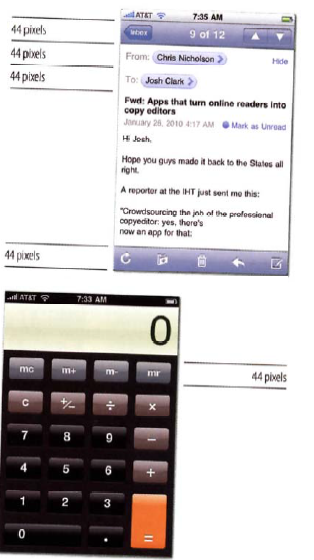 44 pixels
44 pixels
44 pixels
44 pixels
AT&T 7:35 AM
Inbox 9 of 12
From: Chris Nicholson Hide
To: Josh Clark
Fwd: Apps that turn online readers into
copy editors
January 26, 2010 4:17 AM Mark as Unread
Hi Josh,
Hope you guys made it back to the States all
right.
A reporter at the IHT just sent me this:
"Crowdsourcing the job of the professional
copyeditor: yes, there's
now an app for that:
AT&T 7:33 AM
0
mc m+ m- mr
44 pixels
C +/− ÷ ×
7 8 9 −
4 5 6 +
1 2 3
0 . =